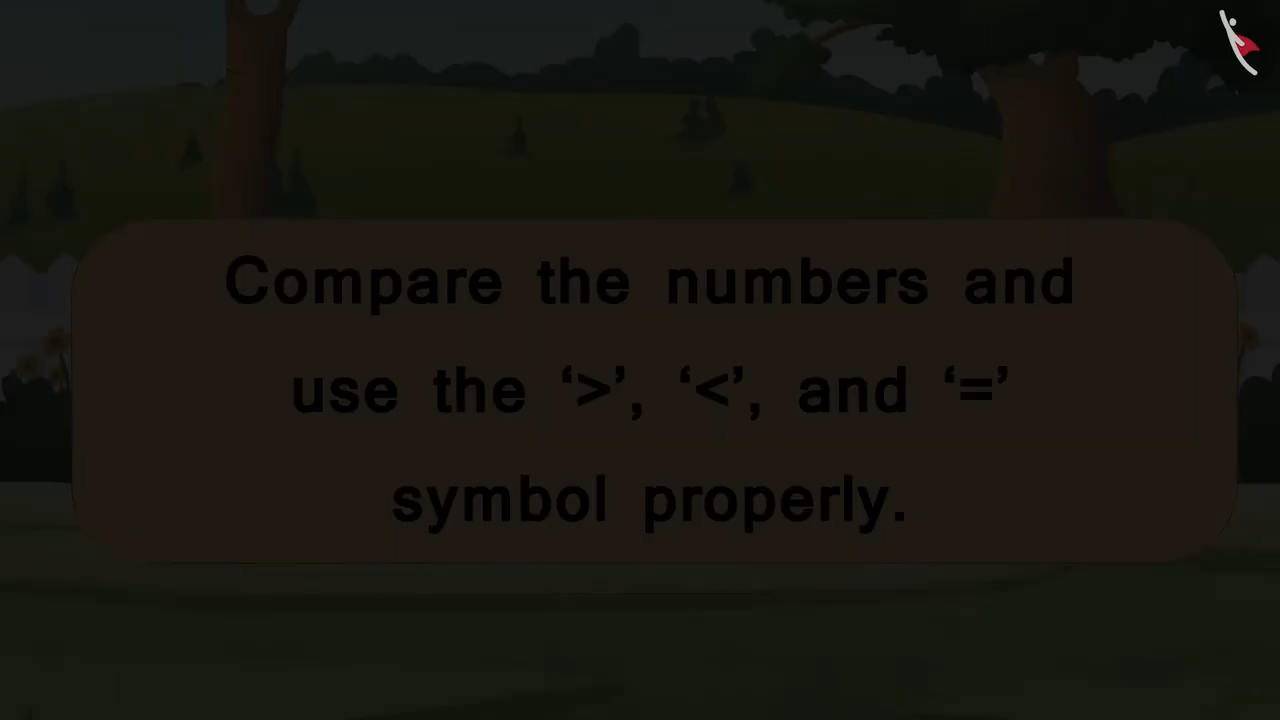 Compare the numbers and
use the ‘>’, ‘<’, and ‘=’
symbol properly.